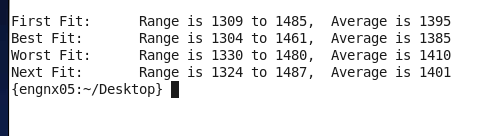 First Fit:      Range is 1309 to 1485,  Average is 1395
Best Fit:       Range is 1304 to 1461,  Average is 1385
Worst Fit:      Range is 1330 to 1480,  Average is 1410
Next Fit:       Range is 1324 to 1487,  Average is 1401
{engnx05:~/Desktop}